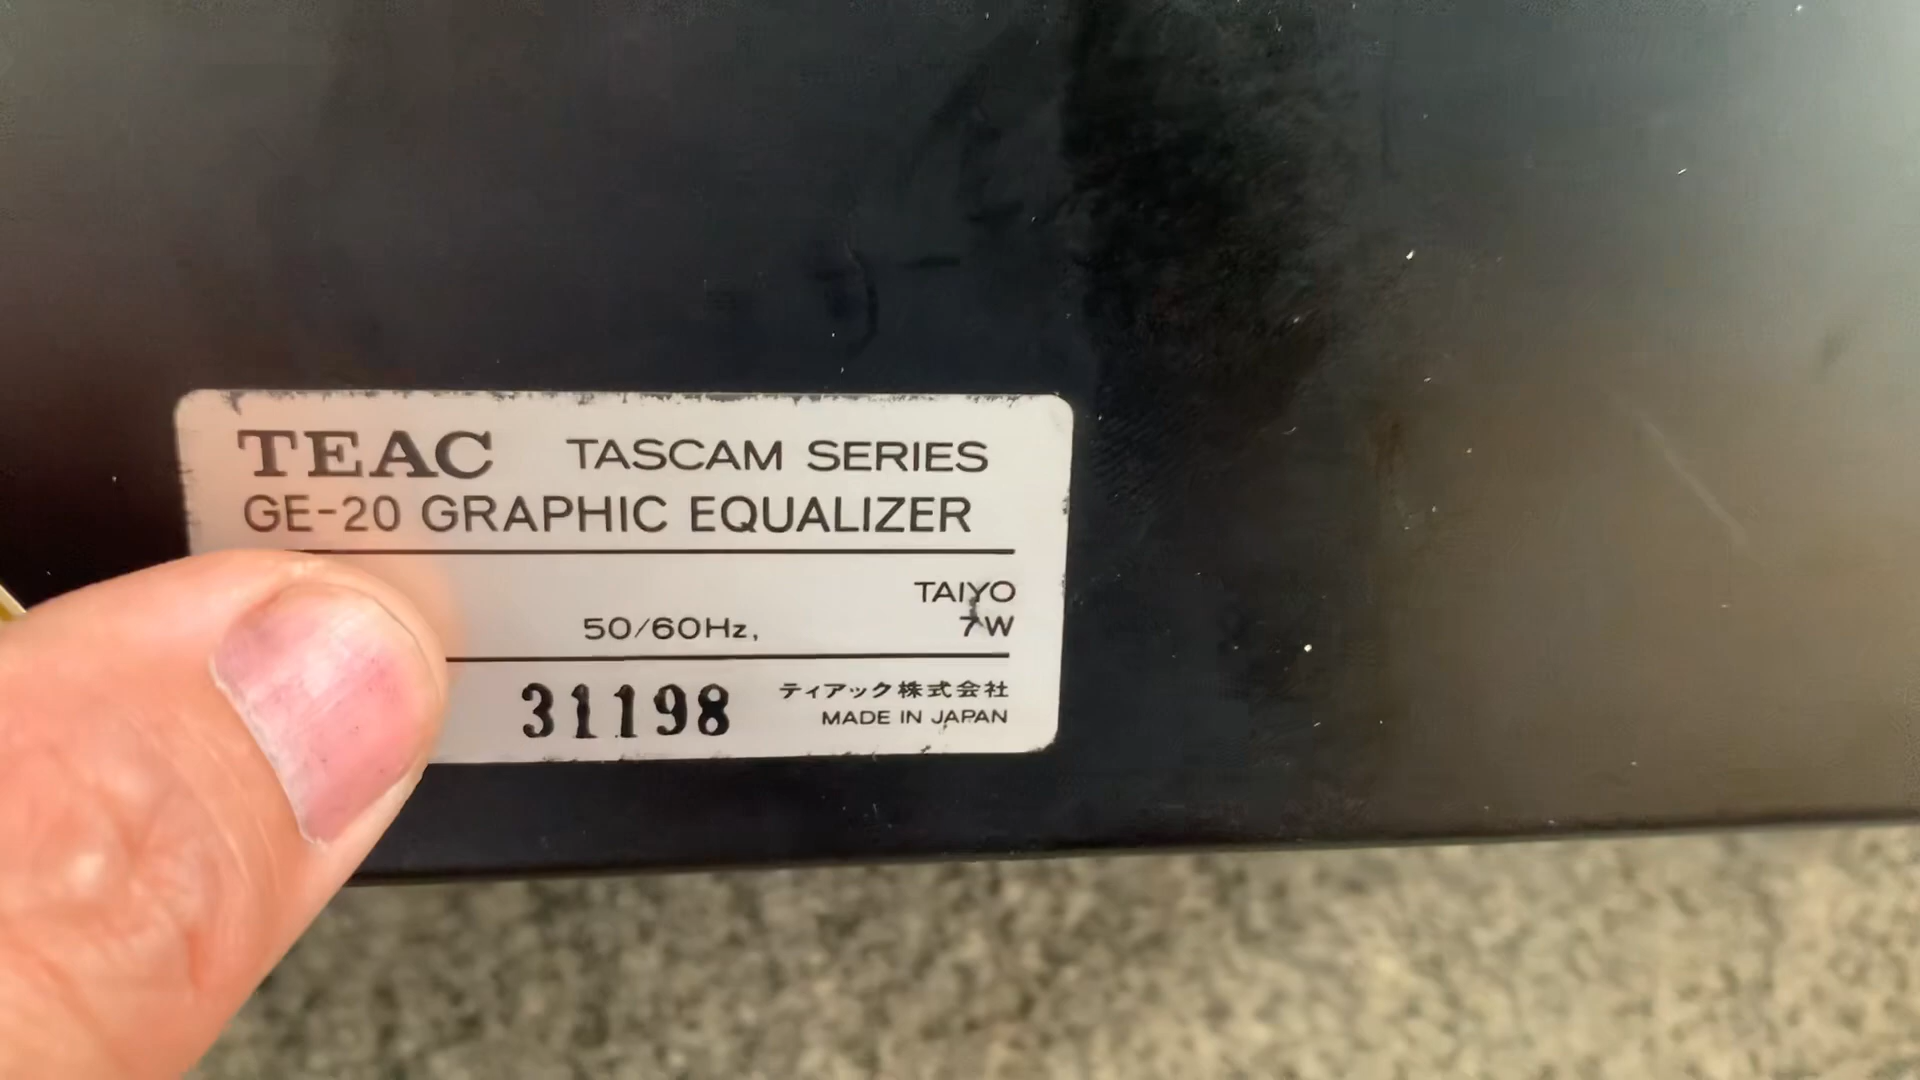 TEAC TASCAM SERIES
GE-20 GRAPHIC EQUALIZER
TAIYO
50/60Hz, 7W
31198 ティアック株式会社
MADE IN JAPAN